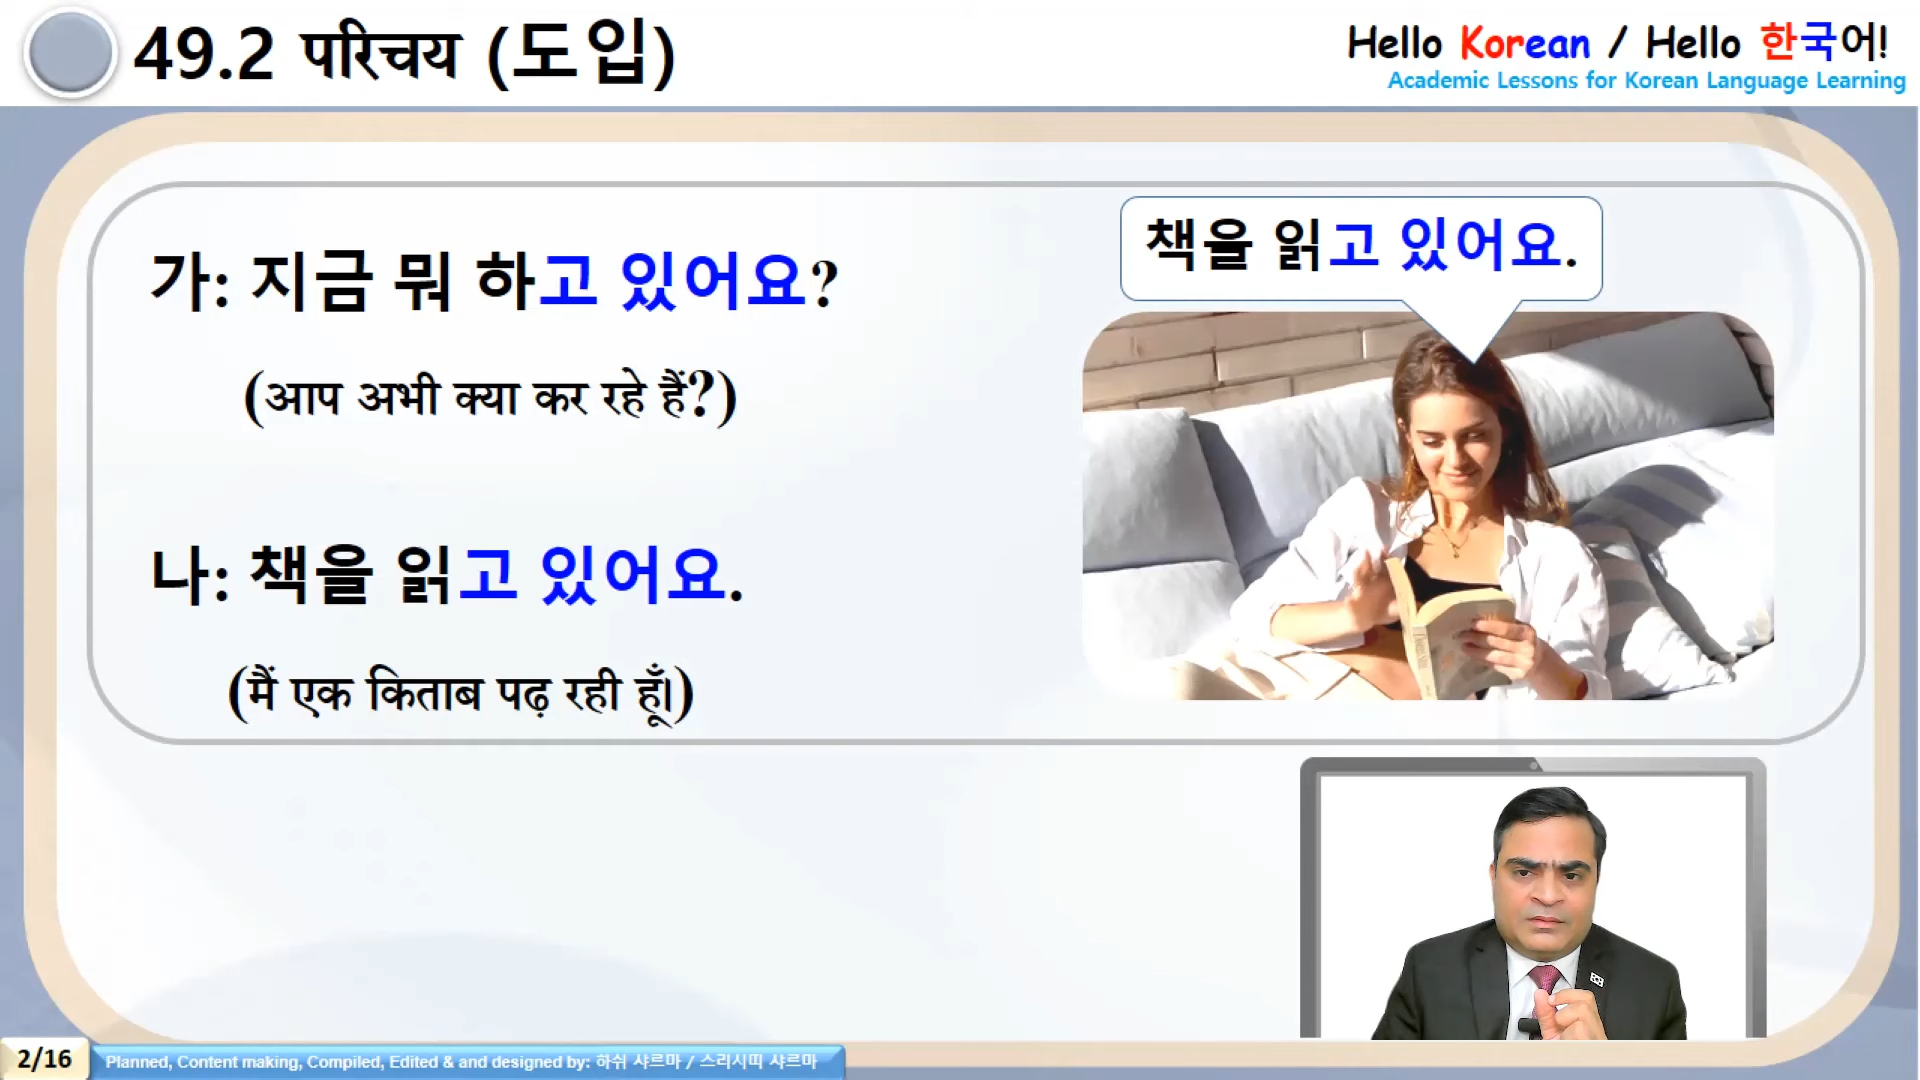 49.2 परिचय (도입)
Hello Korean / Hello 한국어!
Academic Lessons for Korean Language Learning
가: 지금 뭐 하고 있어요?
(आप अभी क्या कर रहे हैं?)
나: 책을 읽고 있어요.
(मैं एक किताब पढ़ रही हूँ।)
책을 읽고 있어요.
2/16
Planned, Content making, Compiled, Edited & and designed by: 하쉬 샤르마 / 스리시띠 샤르마